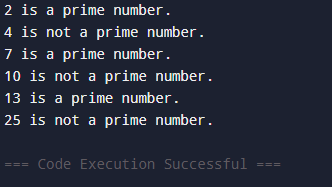 2 is a prime number.
4 is not a prime number.
7 is a prime number.
10 is not a prime number.
13 is a prime number.
25 is not a prime number.
=== Code Execution Successful ===